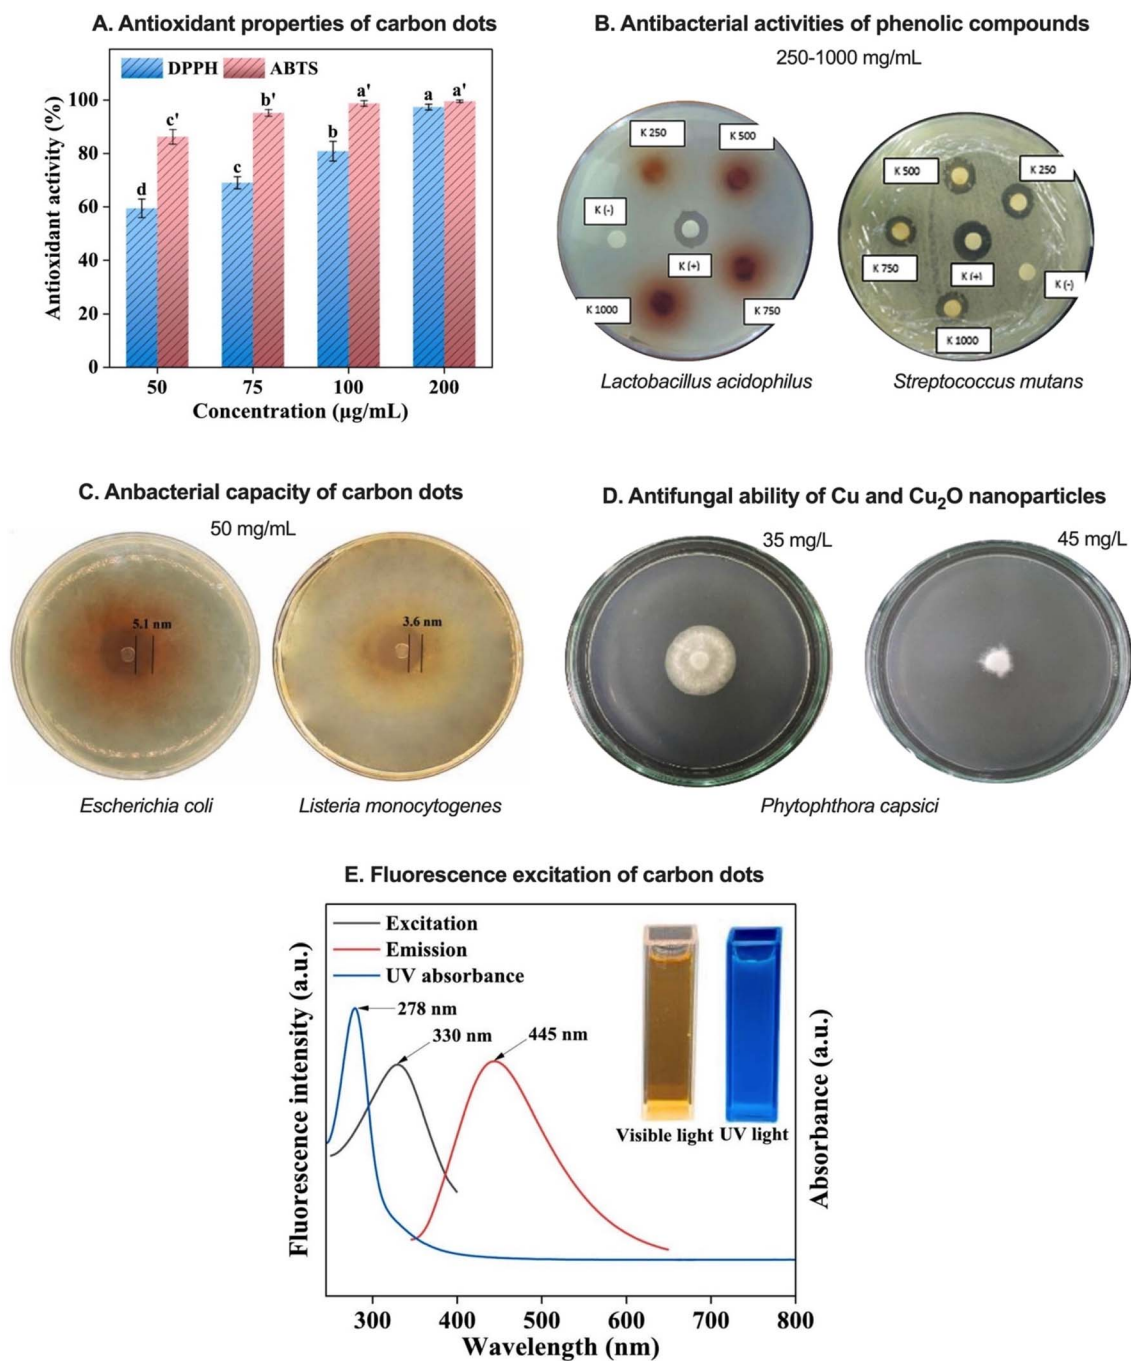 A. Antioxidant properties of carbon dots
DPPH ABTS
Antioxidant activity (%)
100
80
60
40
20
0
d c' c b' b a' a a'
50 75 100 200
Concentration (µg/mL)
B. Antibacterial activities of phenolic compounds
250-1000 mg/mL
K 250
K 500
K (-)
K (+)
K 1000
K 750
Lactobacillus acidophilus
K 500
K 250
K 750
K (+)
K (-)
K 1000
Streptococcus mutans
C. Anbacterial capacity of carbon dots
50 mg/mL
5.1 nm
3.6 nm
Escherichia coli
Listeria monocytogenes
D. Antifungal ability of Cu and Cu₂O nanoparticles
35 mg/L
45 mg/L
Phytophthora capsici
E. Fluorescence excitation of carbon dots
Excitation
Emission
UV absorbance
278 nm
330 nm
445 nm
Visible light UV light
Fluorescence intensity (a.u.)
Absorbance (a.u.)
300 400 500 600 700 800
Wavelength (nm)